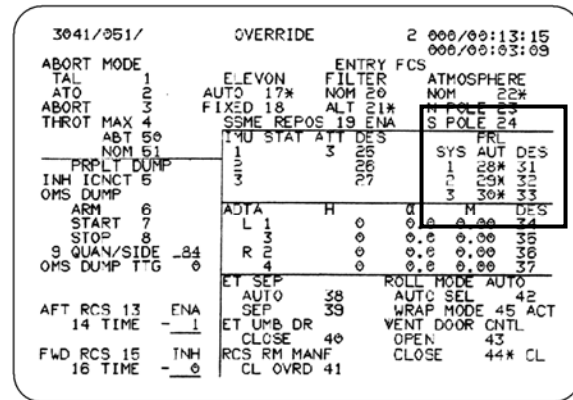 3041/051/ OVERRIDE 2 000/00:13:15
000/00:03:09
ABORT MODE ENTRY FCS
TAL 1 ELEVON FILTER ATMOSPHERE
ATO 2 AUTO 17* NOM 20 NOM 22*
ABORT 3 FIXED 18 ALT 21* N POLE 23
THROT MAX 4 SSME REPOS 19 ENA S POLE 24
ABT 50 IMU STAT ATT DES PRL
NOM 51 1 3 25 SYS AUT DES
PRPLT DUMP 2 26 1 28* 31
INH ICNCT 5 3 27 2 29* 32
OMS DUMP 3 30* 33
ARM 6 ADTA H α M DES
START 7 L 1 0 0.0 0.00 34
STOP 8 3 0 0.0 0.00 35
9 QUAN/SIDE 84 R 2 0 0.0 0.00 36
OMS DUMP TTG 0 4 0 0.0 0.00 37
ET SEP ROLL MODE AUTO
AUTO 38 AUTO SEL 42
AFT RCS 13 ENA SEP 39 WRAP MODE 45 ACT
14 TIME - 1 ET UMB DR VENT DOOR CNTL
CLOSE 40 OPEN 43
FWD RCS 15 INH RCS RM MANF CLOSE 44* CL
16 TIME - 0 CL OVRD 41